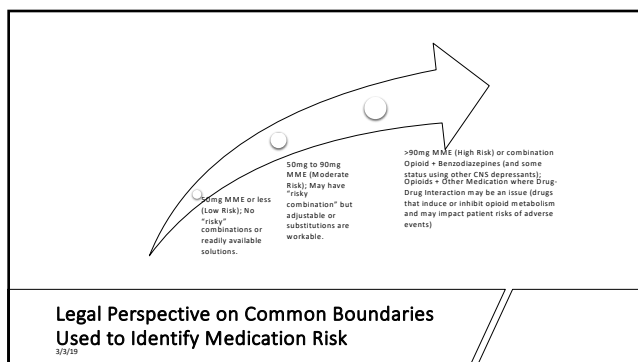 50mg MME or less
(Low Risk); No
"risky"
combinations or
readily available
solutions.
50mg to 90mg
MME (Moderate
Risk); May have
"risky
combination" but
adjustable or
substitutions are
workable.
>90mg MME (High Risk) or combination
Opioid + Benzodiazepines (and some
status using other CNS depressants);
Opioids + Other Medication where Drug-
Drug Interaction may be an issue (drugs
that induce or inhibit opioid metabolism
and may impact patient risks of adverse
events)
Legal Perspective on Common Boundaries
Used to Identify Medication Risk
3/3/19